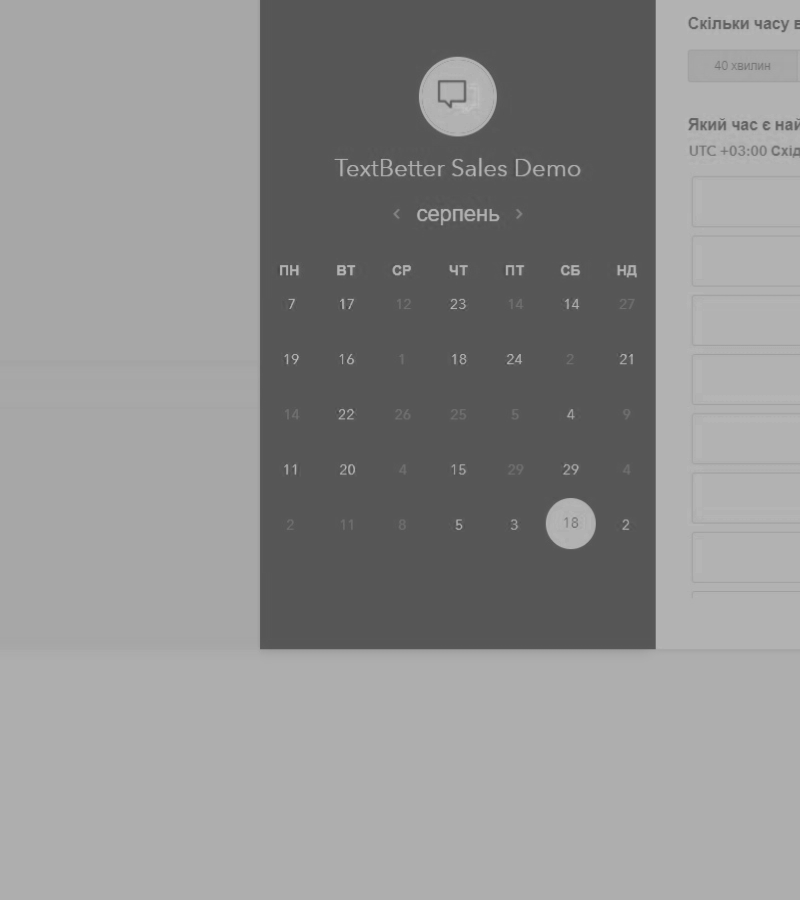 TextBetter Sales Demo
серпень
ПН ВТ СР ЧТ ПТ СБ НД
7 17 12 23 14 14 27
19 16 1 18 24 2 21
14 22 26 25 5 4 9
11 20 4 15 29 29 4
2 11 8 5 3 18 2
Скільки часу
40 хвилин
Який час є
UTC +03:00